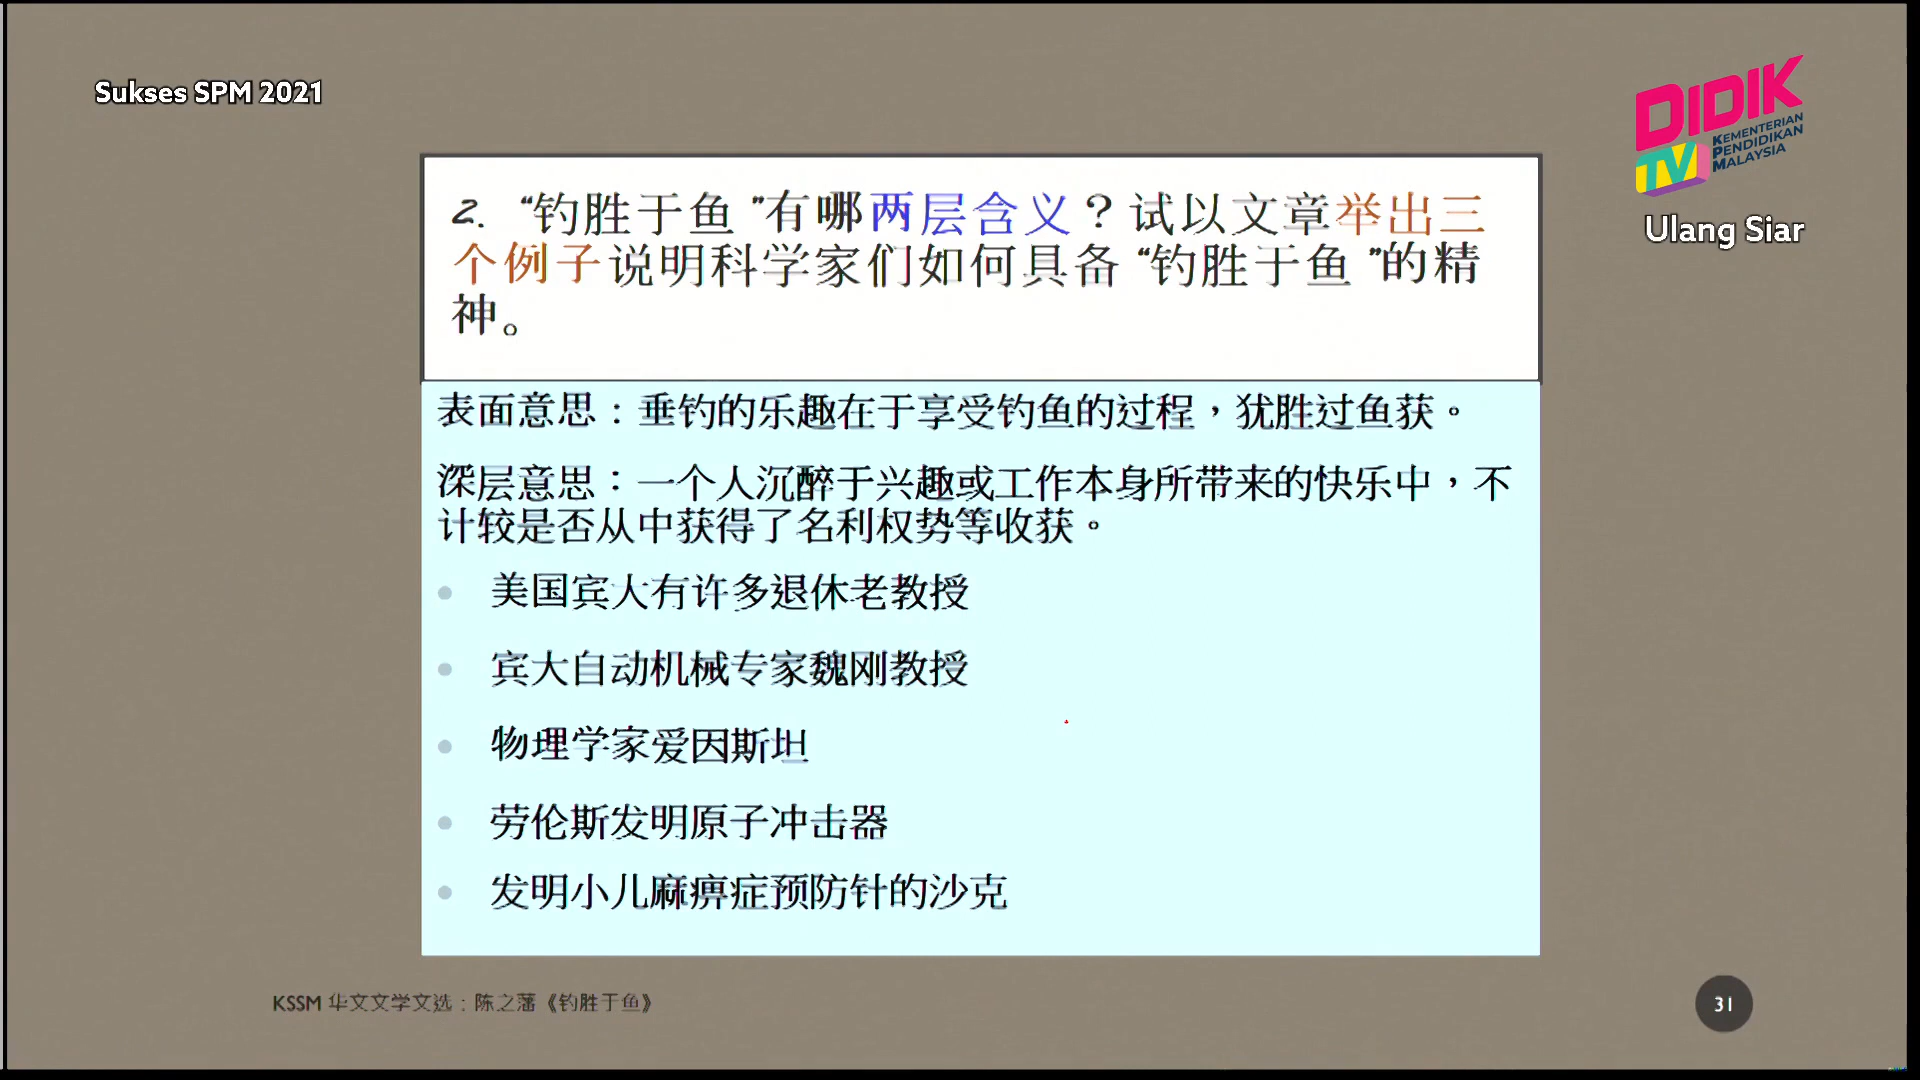 Sukses SPM 2021
DIDIK
TV
KEMENTERIAN
PENDIDIKAN
MALAYSIA
Ulang Siar
2. “钓胜于鱼”有哪两层含义？试以文章举出三
个例子说明科学家们如何具备“钓胜于鱼”的精
神。
表面意思：垂钓的乐趣在于享受钓鱼的过程，犹胜过鱼获。
深层意思：一个人沉醉于兴趣或工作本身所带来的快乐中，不
计较是否从中获得了名利权势等收获。
• 美国宾大有许多退休老教授
• 宾大自动机械专家魏刚教授
• 物理学家爱因斯坦
• 劳伦斯发明原子冲击器
• 发明小儿麻痹症预防针的沙克
KSSM 华文文学文选：陈之藩《钓胜于鱼》
31